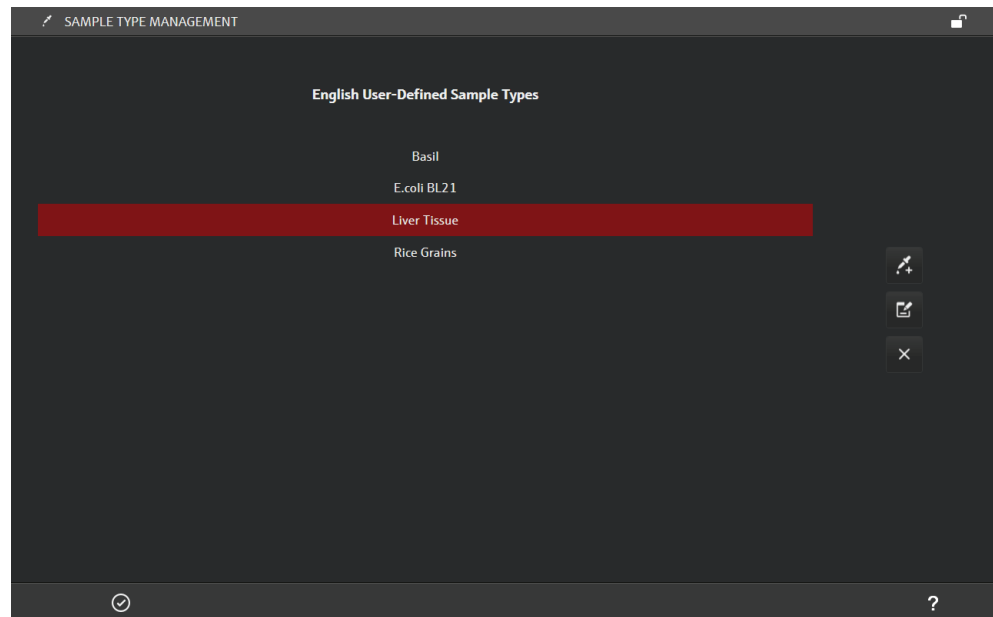 SAMPLE TYPE MANAGEMENT
English User-Defined Sample Types
Basil
E.coli BL21
Liver Tissue
Rice Grains
?